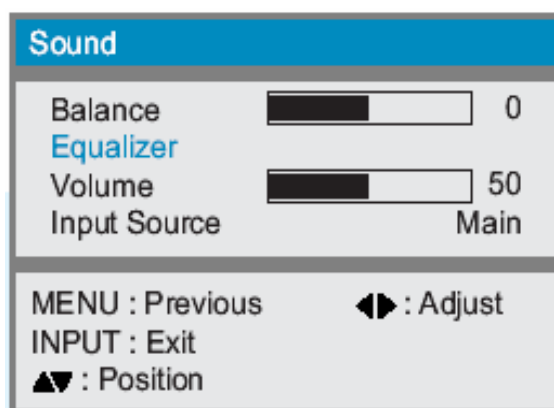 Sound
Balance 0
Equalizer
Volume 50
Input Source Main
MENU : Previous ◀▶ : Adjust
INPUT : Exit
▲▼ : Position